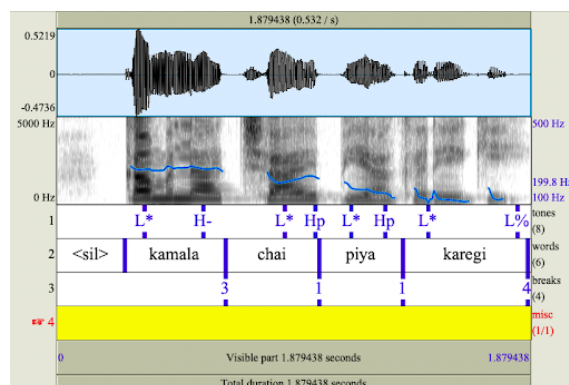 1.879438 (0.532 / s)
0.5219
0
-0.4736
5000 Hz 500 Hz
199.8 Hz
0 Hz 100 Hz
1 L* H- L* Hp L* Hp L* L% tones
(8)
2 <sil> kamala chai piya karegi words
(6)
3 3 1 1 4 breaks
(4)
☞ 4 misc
(1/1)
0 Visible part 1.879438 seconds 1.879438
Total duration 1.879438 seconds